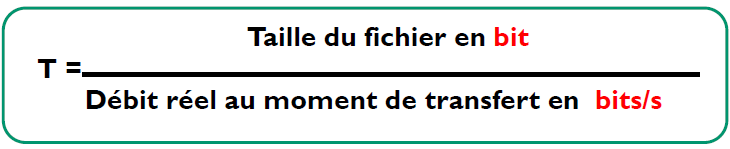 Taille du fichier en bit
T =
Débit réel au moment de transfert en bits/s